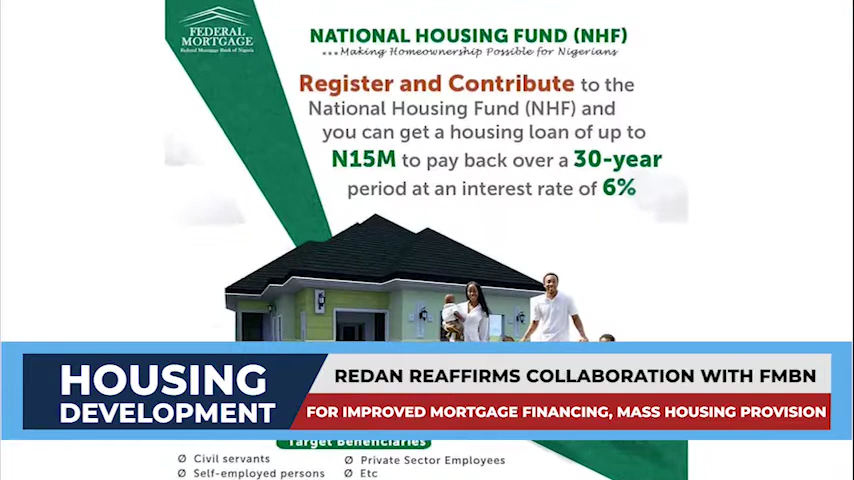 FEDERAL
MORTGAGE
Federal Mortgage Bank of Nigeria
NATIONAL HOUSING FUND (NHF)
...Making Homeownership Possible for Nigerians
Register and Contribute to the
National Housing Fund (NHF) and
you can get a housing loan of up to
N15M to pay back over a 30-year
period at an interest rate of 6%
HOUSING
DEVELOPMENT
REDAN REAFFIRMS COLLABORATION WITH FMBN
FOR IMPROVED MORTGAGE FINANCING, MASS HOUSING PROVISION
Target Beneficiaries
Ø Civil servants
Ø Private Sector Employees
Ø Self-employed persons
Ø Etc